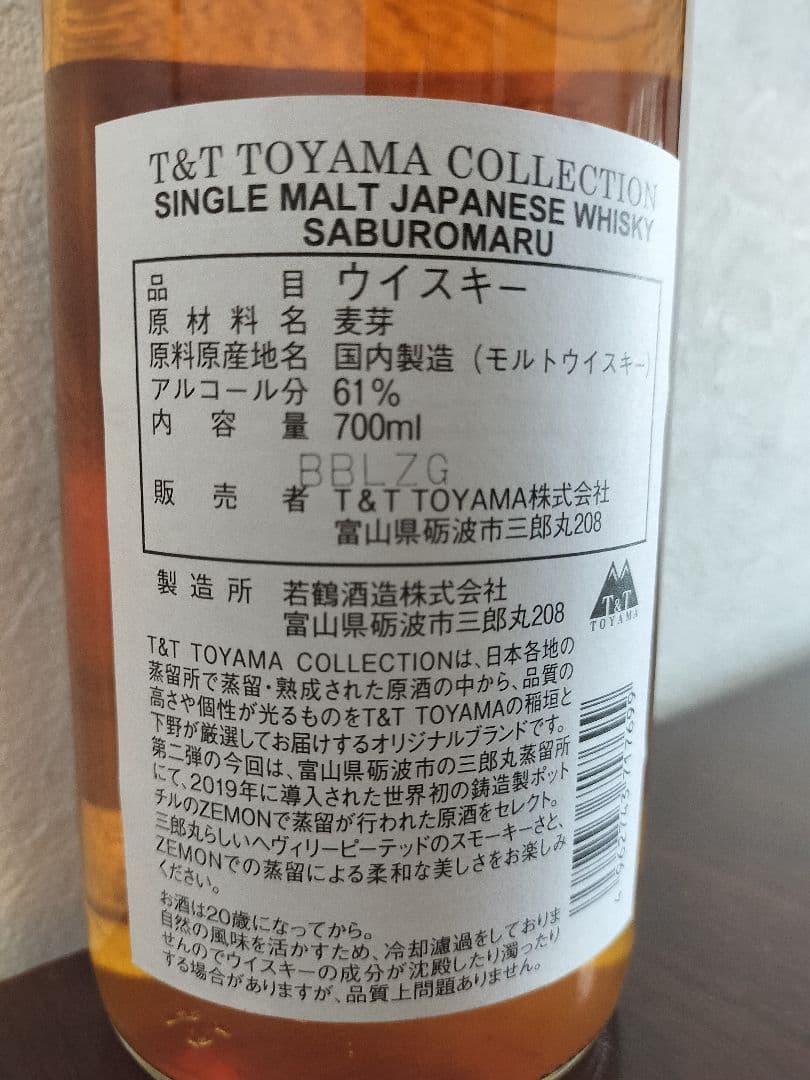 T&T TOYAMA COLLECTION
SINGLE MALT JAPANESE WHISKY
SABUROMARU
品目 ウイスキー
原材料名 麦芽
原料原産地名 国内製造(モルトウイスキー)
アルコール分 61%
内容量 700ml
BBLZG
販売者 T&T TOYAMA株式会社
富山県砺波市三郎丸208
製造所 若鶴酒造株式会社
富山県砺波市三郎丸208
T&T
TOYAMA
T&T TOYAMA COLLECTIONは、日本各地の
蒸留所で蒸留・熟成された原酒の中から、品質の
高さや個性が光るものをT&T TOYAMAの稲垣と
下野が厳選してお届けするオリジナルブランドです。
第二弾の今回は、富山県砺波市の三郎丸蒸留所
にて、2019年に導入された世界初の鋳造製ポット
チルのZEMONで蒸留が行われた原酒をセレクト。
三郎丸らしいヘヴィリーピーテッドのスモーキーさと、
ZEMONでの蒸留による柔和な美しさをお楽しみ
ください。
お酒は20歳になってから。
自然の風味を活かすため、冷却濾過をしておりま
せんのでウイスキーの成分が沈殿したり濁ったり
する場合がありますが、品質上問題ありません。